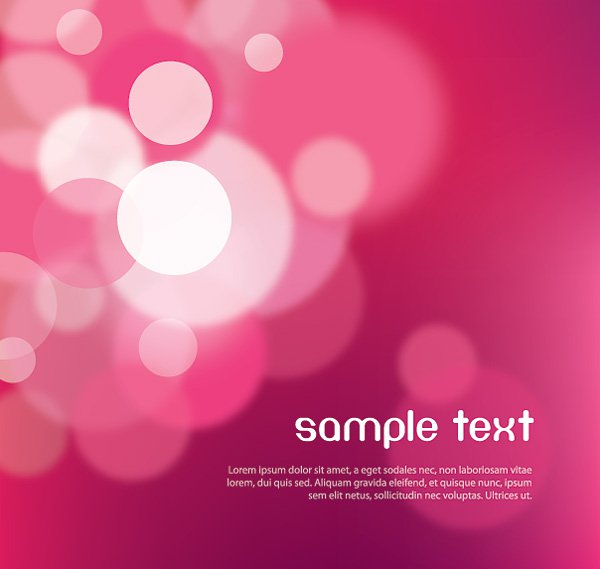 sample text
Lorem ipsum dolor sit amet, a eget sodales nec, non laboriosam vitae
lorem, dui quis sed. Aliquam gravida eleifend, et quisque nunc, purus
sem elit netus, sollicitudin nec voluptas. Ultrices ut.